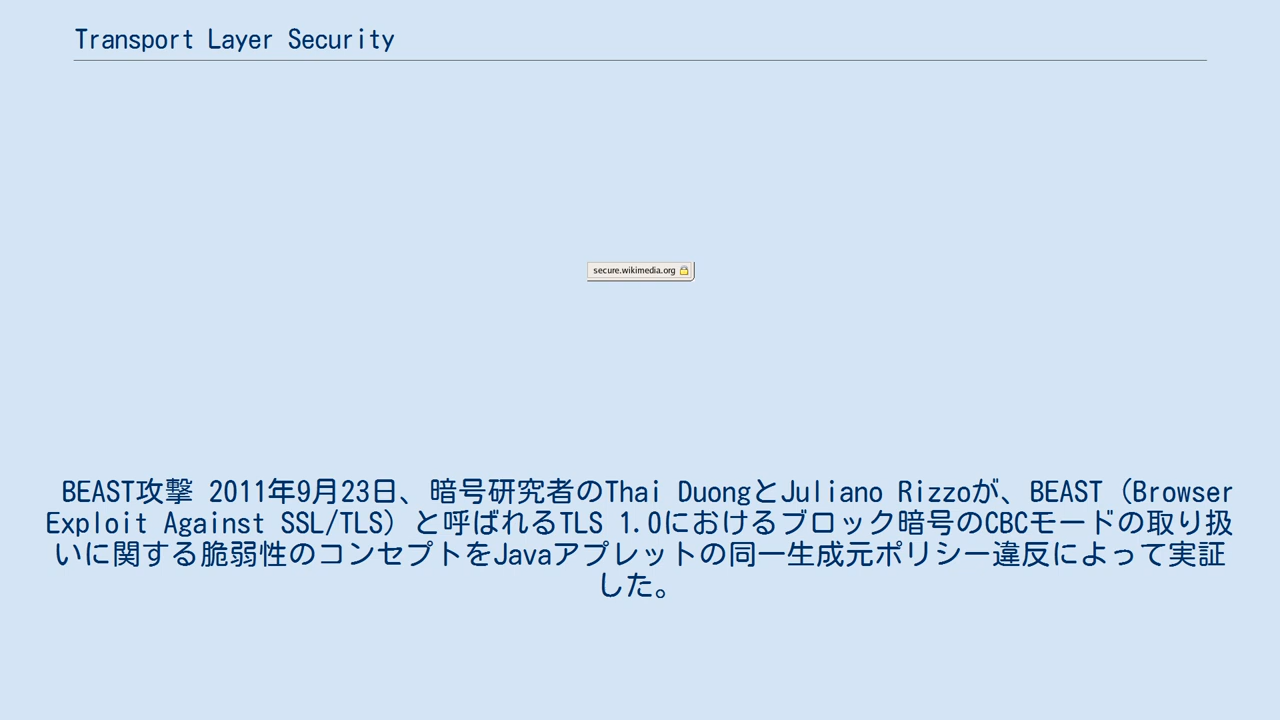 Transport Layer Security
secure.wikimedia.org
BEAST攻撃 2011年9月23日、暗号研究者のThai DuongとJuliano Rizzoが、BEAST（Browser
Exploit Against SSL/TLS）と呼ばれるTLS 1.0におけるブロック暗号のCBCモードの取り扱
いに関する脆弱性のコンセプトをJavaアプレットの同一生成元ポリシー違反によって実証
した。